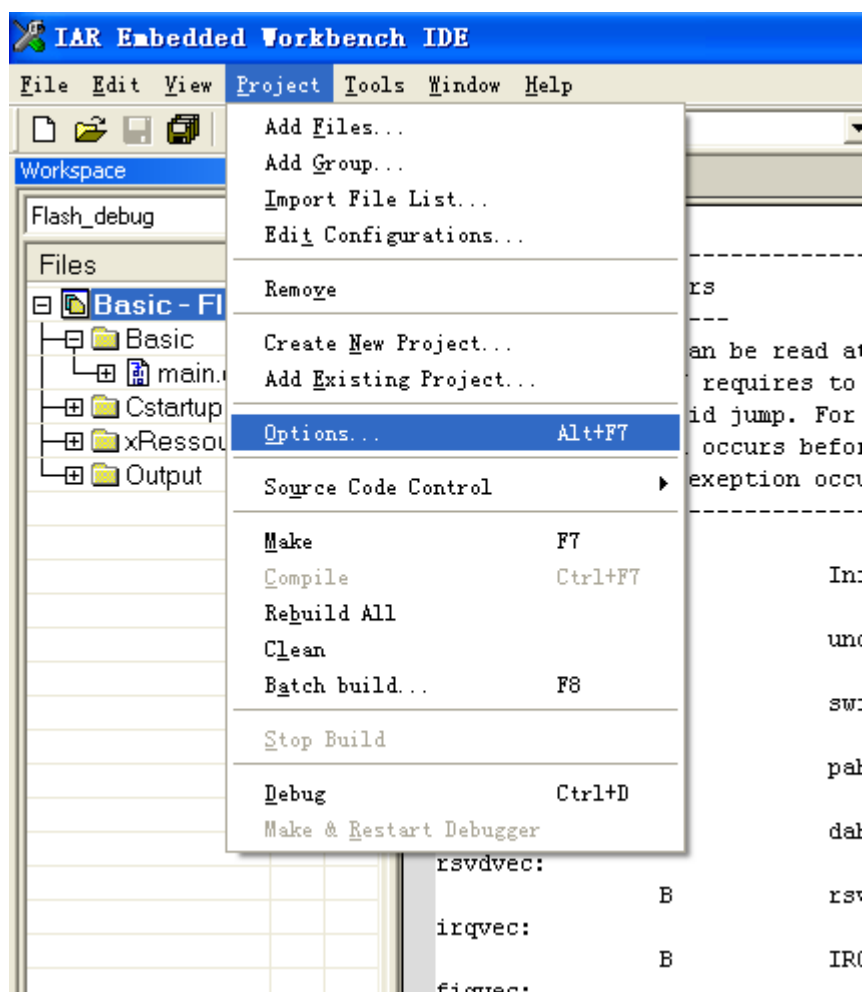 IAR Embedded Workbench IDE
File Edit View Project Tools Window Help
Workspace
Flash_debug
Files
Basic - Fl
Basic
main.
Cstartup
xRessou
Output
Add Files...
Add Group...
Import File List...
Edit Configurations...
Remove
Create New Project...
Add Existing Project...
Options... Alt+F7
Source Code Control
Make F7
Compile Ctrl+F7
Rebuild All
Clean
Batch build... F8
Stop Build
Debug Ctrl+D
Make & Restart Debugger
--------------
rs
---
an be read at
requires to
id jump. For
occurs befor
exeption occu
--------------
und
swi
pab
dab
rsvdvec:
B rsv
irqvec:
B IRQ
fiqvec: